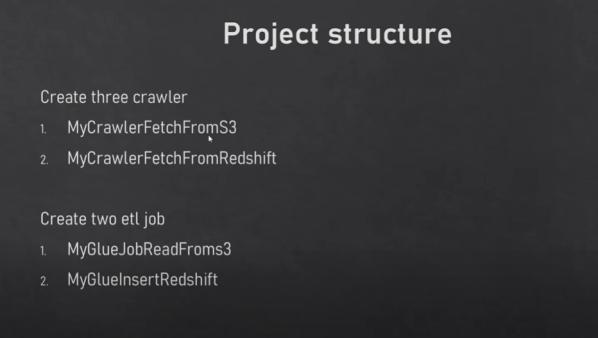 Project structure
Create three crawler
1. MyCrawlerFetchFromS3
2. MyCrawlerFetchFromRedshift
Create two etl job
1. MyGlueJobReadFroms3
2. MyGlueInsertRedshift